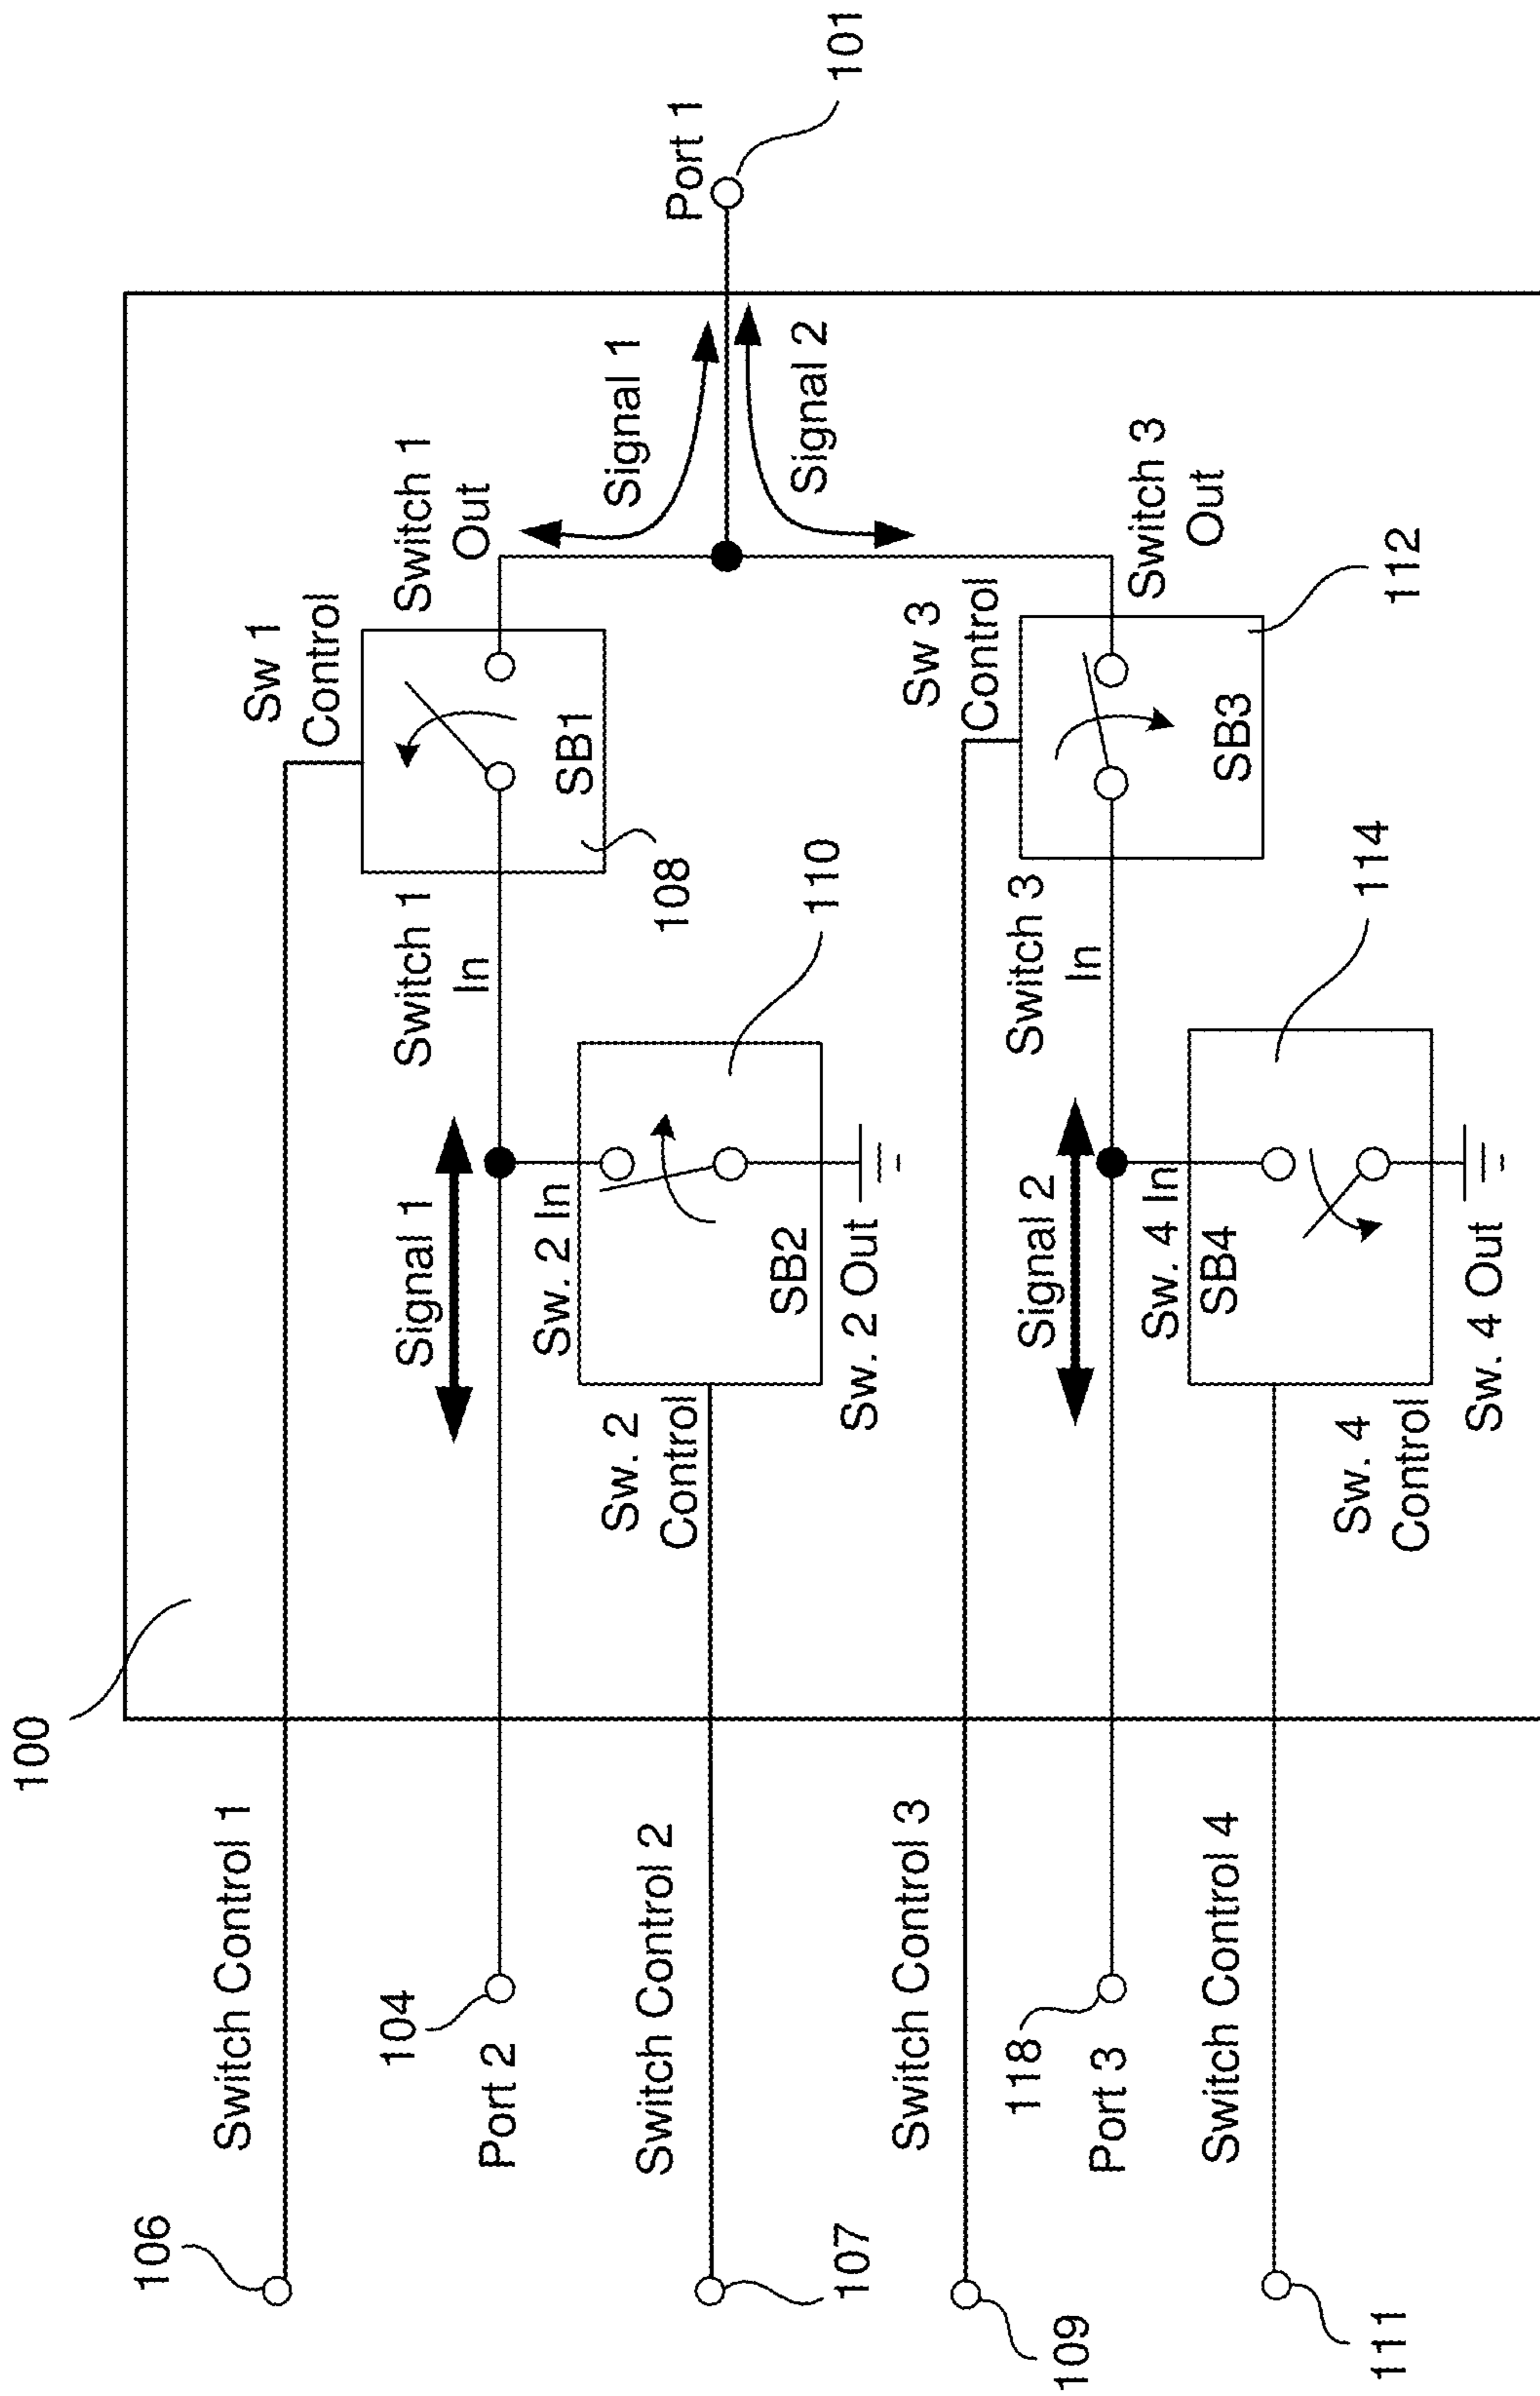 100
106
Switch Control 1
104
Port 2
Switch Control 2
107
Switch Control 3
109
118
Port 3
Switch Control 4
111
Sw 1
Control
Switch 1
Out
Switch 1
In
SB1
108
Signal 1
Sw. 2 In
Sw. 2
Control
SB2
Sw. 2 Out
110
Signal 1
Signal 2
Port 1
101
Sw 3
Control
Switch 3
Out
Switch 3
In
SB3
112
Signal 2
Sw. 4 In
SB4
Sw. 4
Control
Sw. 4 Out
114